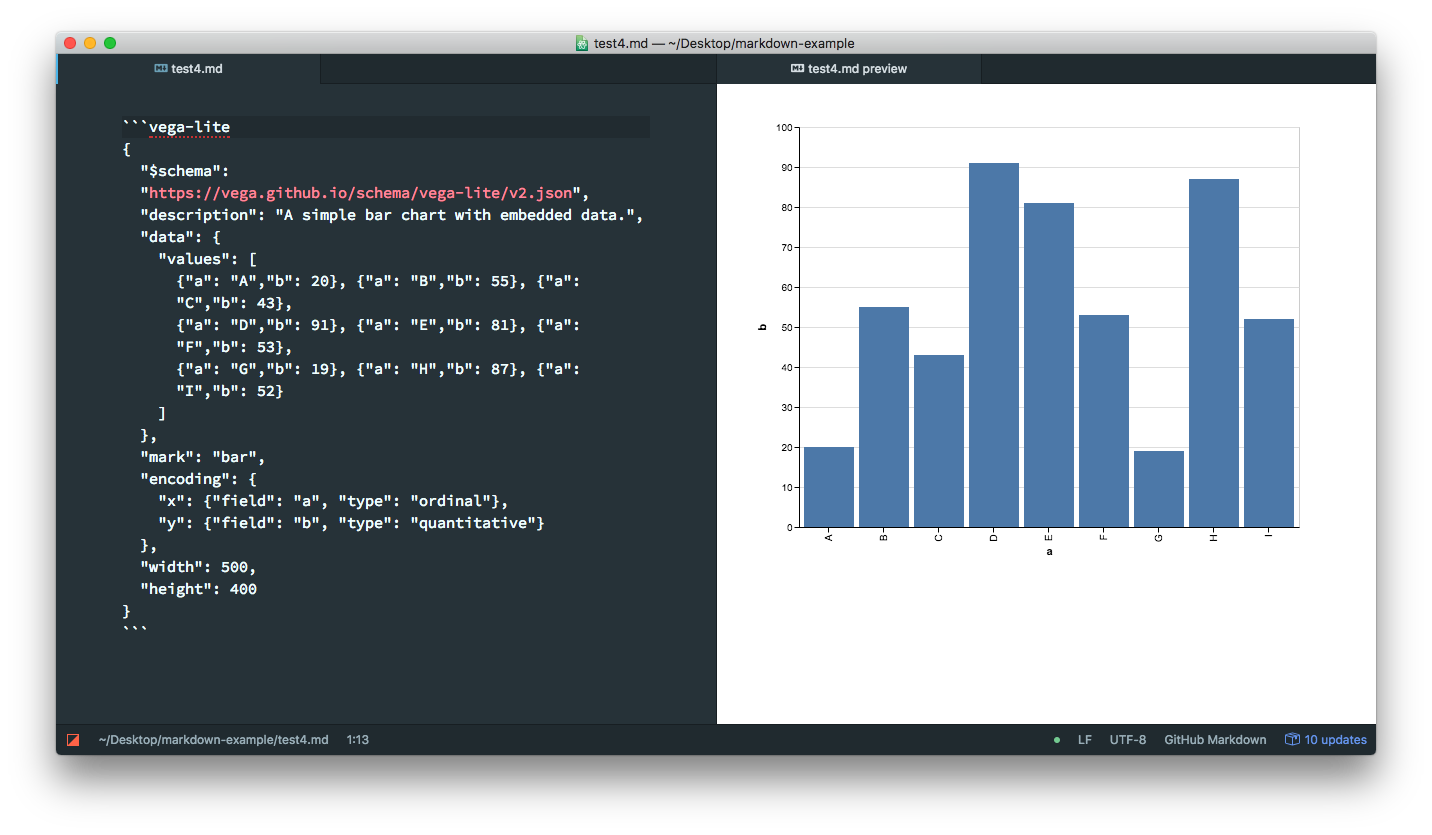 test4.md — ~/Desktop/markdown-example
test4.md
test4.md preview
```vega-lite
{
  "$schema":
  "https://vega.github.io/schema/vega-lite/v2.json",
  "description": "A simple bar chart with embedded data.",
  "data": {
    "values": [
      {"a": "A","b": 20}, {"a": "B","b": 55}, {"a":
      "C","b": 43},
      {"a": "D","b": 91}, {"a": "E","b": 81}, {"a":
      "F","b": 53},
      {"a": "G","b": 19}, {"a": "H","b": 87}, {"a":
      "I","b": 52}
    ]
  },
  "mark": "bar",
  "encoding": {
    "x": {"field": "a", "type": "ordinal"},
    "y": {"field": "b", "type": "quantitative"}
  },
  "width": 500,
  "height": 400
}
```
100
90
80
70
60
50
40
30
20
10
0
b
A B C D E F G H I
a
~/Desktop/markdown-example/test4.md 1:13
LF UTF-8 GitHub Markdown 10 updates